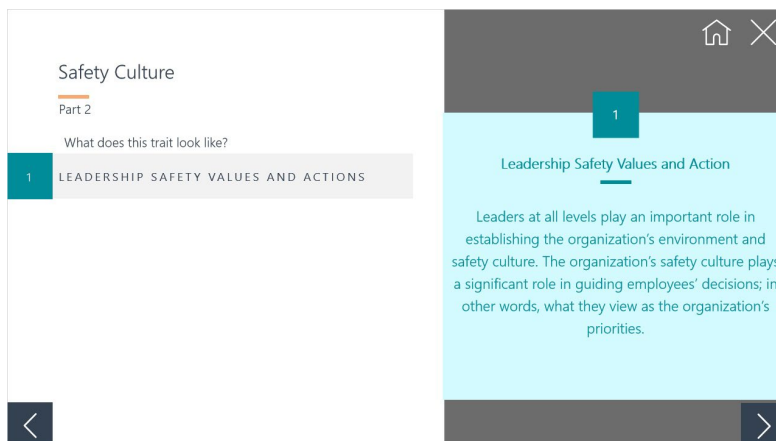 Safety Culture
Part 2
What does this trait look like?
1
LEADERSHIP SAFETY VALUES AND ACTIONS
1
Leadership Safety Values and Action
Leaders at all levels play an important role in
establishing the organization's environment and
safety culture. The organization's safety culture plays
a significant role in guiding employees' decisions; in
other words, what they view as the organization's
priorities.